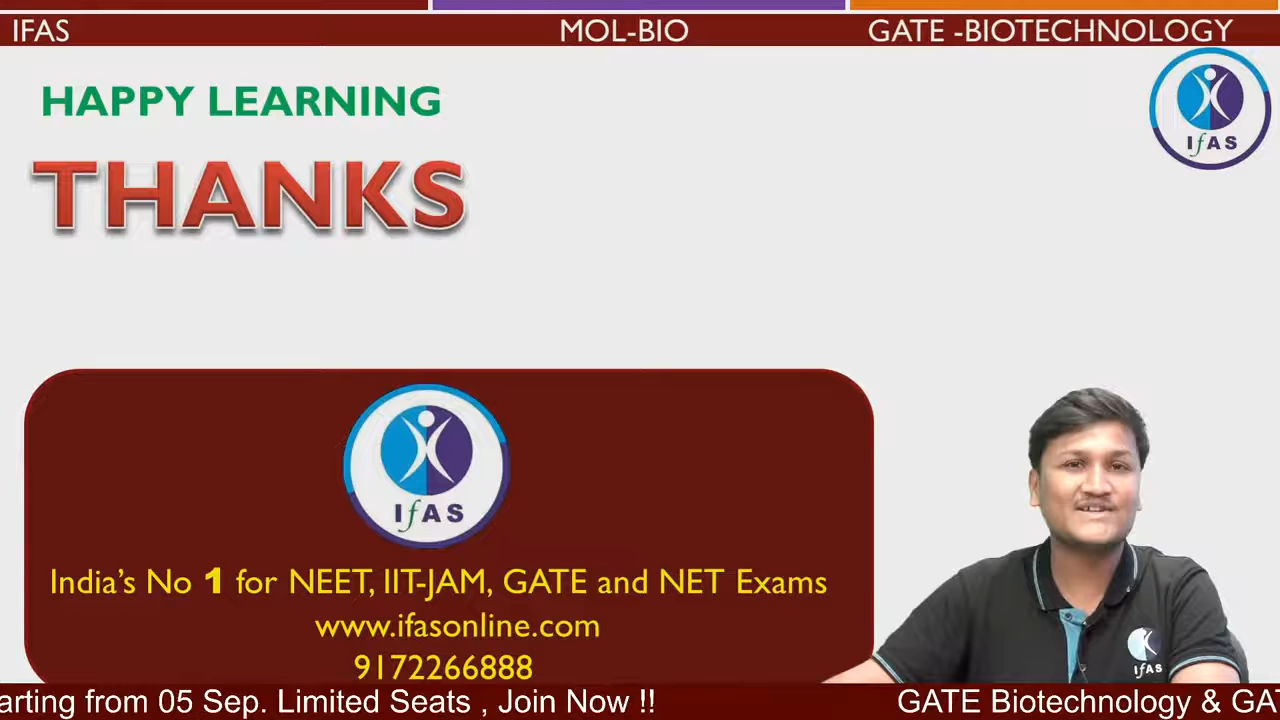 IFAS MOL-BIO GATE -BIOTECHNOLOGY
HAPPY LEARNING
IfAS
THANKS
IfAS
India's No 1 for NEET, IIT-JAM, GATE and NET Exams
www.ifasonline.com
9172266888
IfAS
arting from 05 Sep. Limited Seats , Join Now !! GATE Biotechnology & GAT